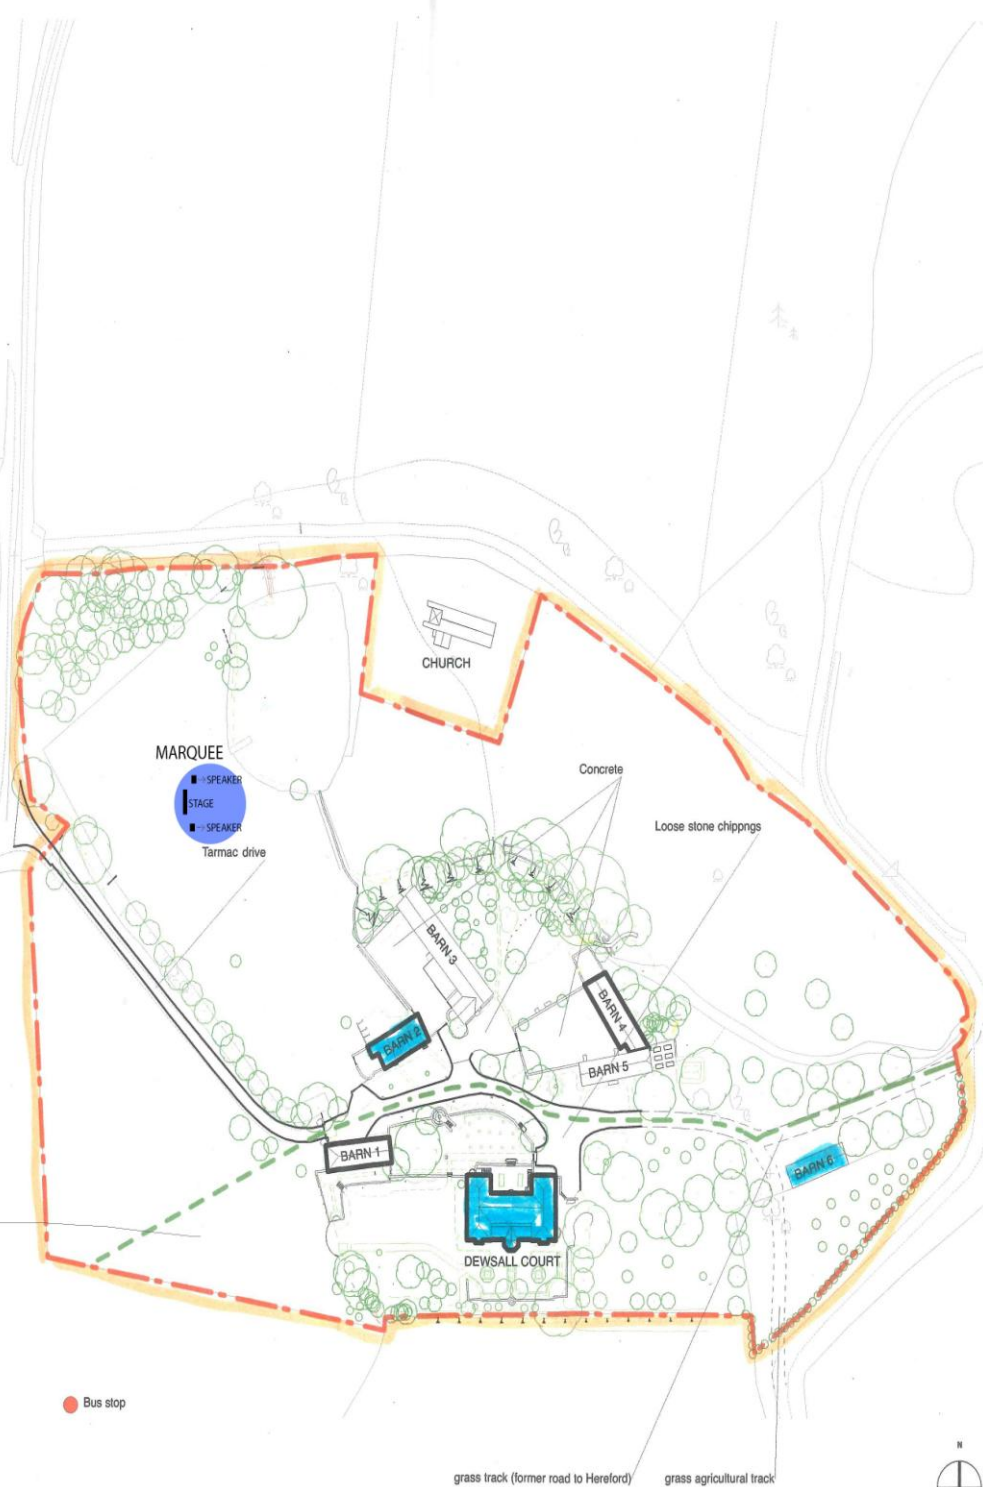 CHURCH
MARQUEE
SPEAKER
STAGE
SPEAKER
Tarmac drive
Concrete
Loose stone chippngs
BARN 3
BARN 4
BARN 2
BARN 5
BARN 1
BARN 6
DEWSALL COURT
Bus stop
N
grass track (former road to Hereford)
grass agricultural track